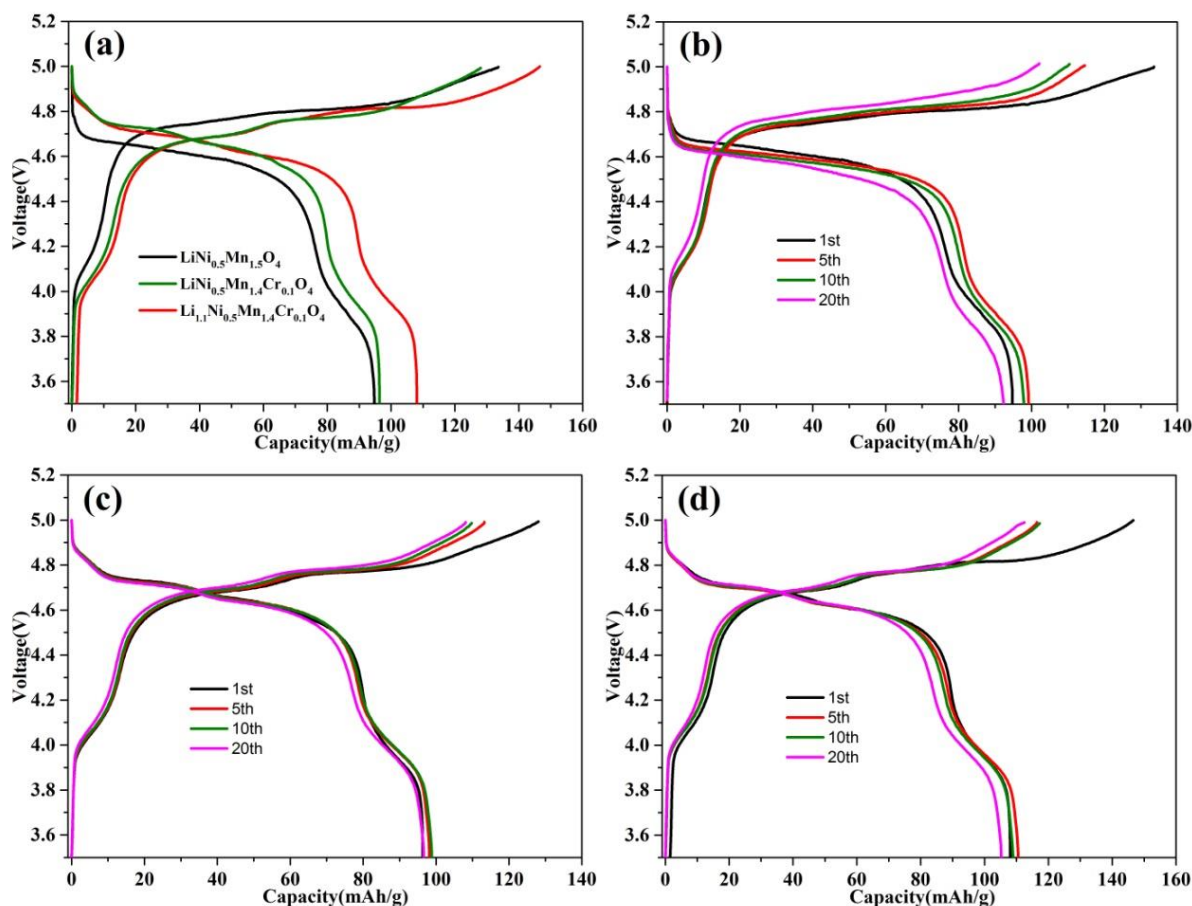 (a)
5.2
5.0
4.8
4.6
4.4
4.2
4.0
3.8
3.6
Voltage(V)
LiNi0.5Mn1.5O4
LiNi0.5Mn1.4Cr0.1O4
Li1.1Ni0.5Mn1.4Cr0.1O4
0 20 40 60 80 100 120 140 160
Capacity(mAh/g)
(b)
5.2
5.0
4.8
4.6
4.4
4.2
4.0
3.8
3.6
Voltage(V)
1st
5th
10th
20th
0 20 40 60 80 100 120 140
Capacity(mAh/g)
(c)
5.2
5.0
4.8
4.6
4.4
4.2
4.0
3.8
3.6
Voltage(V)
1st
5th
10th
20th
0 20 40 60 80 100 120 140
Capacity(mAh/g)
(d)
5.2
5.0
4.8
4.6
4.4
4.2
4.0
3.8
3.6
Voltage(V)
1st
5th
10th
20th
0 20 40 60 80 100 120 140 160
Capacity(mAh/g)